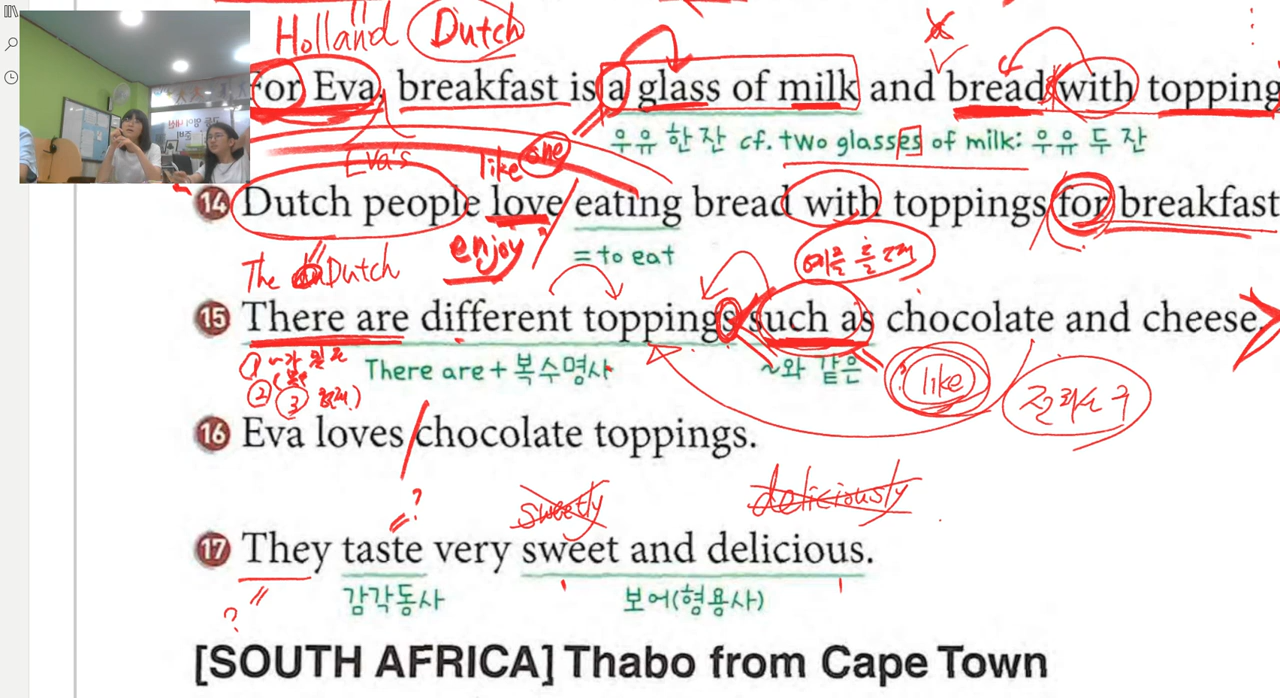 Holland Dutch
For Eva, breakfast is a glass of milk and bread with topping
우유 한 잔 cf. two glasses of milk: 우유 두 잔
Eva's like one
14 Dutch people love eating bread with toppings for breakfast
enjoy = to eat 예를 들면
The Dutch
15 There are different toppings such as chocolate and cheese.
There are + 복수명사 ~와 같은 like
16 Eva loves chocolate toppings.
? sweetly deliciously
17 They taste very sweet and delicious.
감각동사 보어(형용사)
?
[SOUTH AFRICA] Thabo from Cape Town